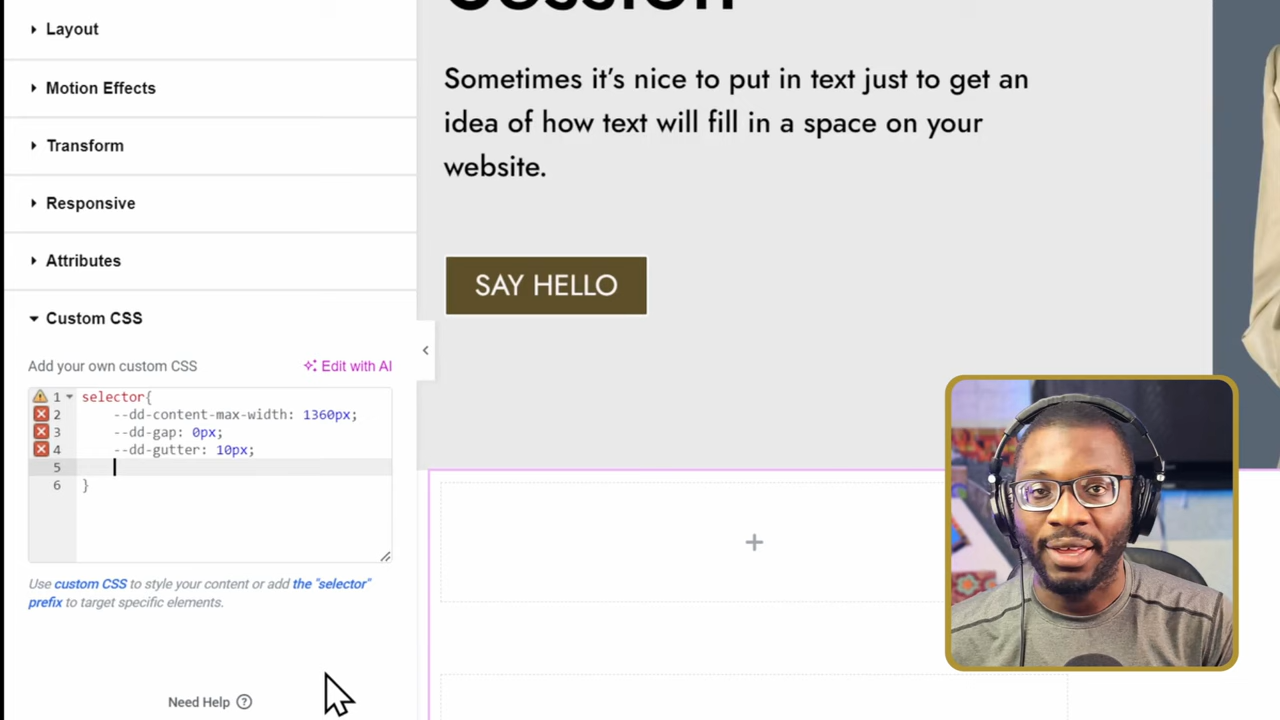 Layout
Motion Effects
Transform
Responsive
Attributes
Custom CSS
Add your own custom CSS
Edit with AI
1 selector{
2 --dd-content-max-width: 1360px;
3 --dd-gap: 0px;
4 --dd-gutter: 10px;
5
6 }
Use custom CSS to style your content or add the "selector"
prefix to target specific elements.
Need Help ?
Session
Sometimes it’s nice to put in text just to get an
idea of how text will fill in a space on your
website.
SAY HELLO